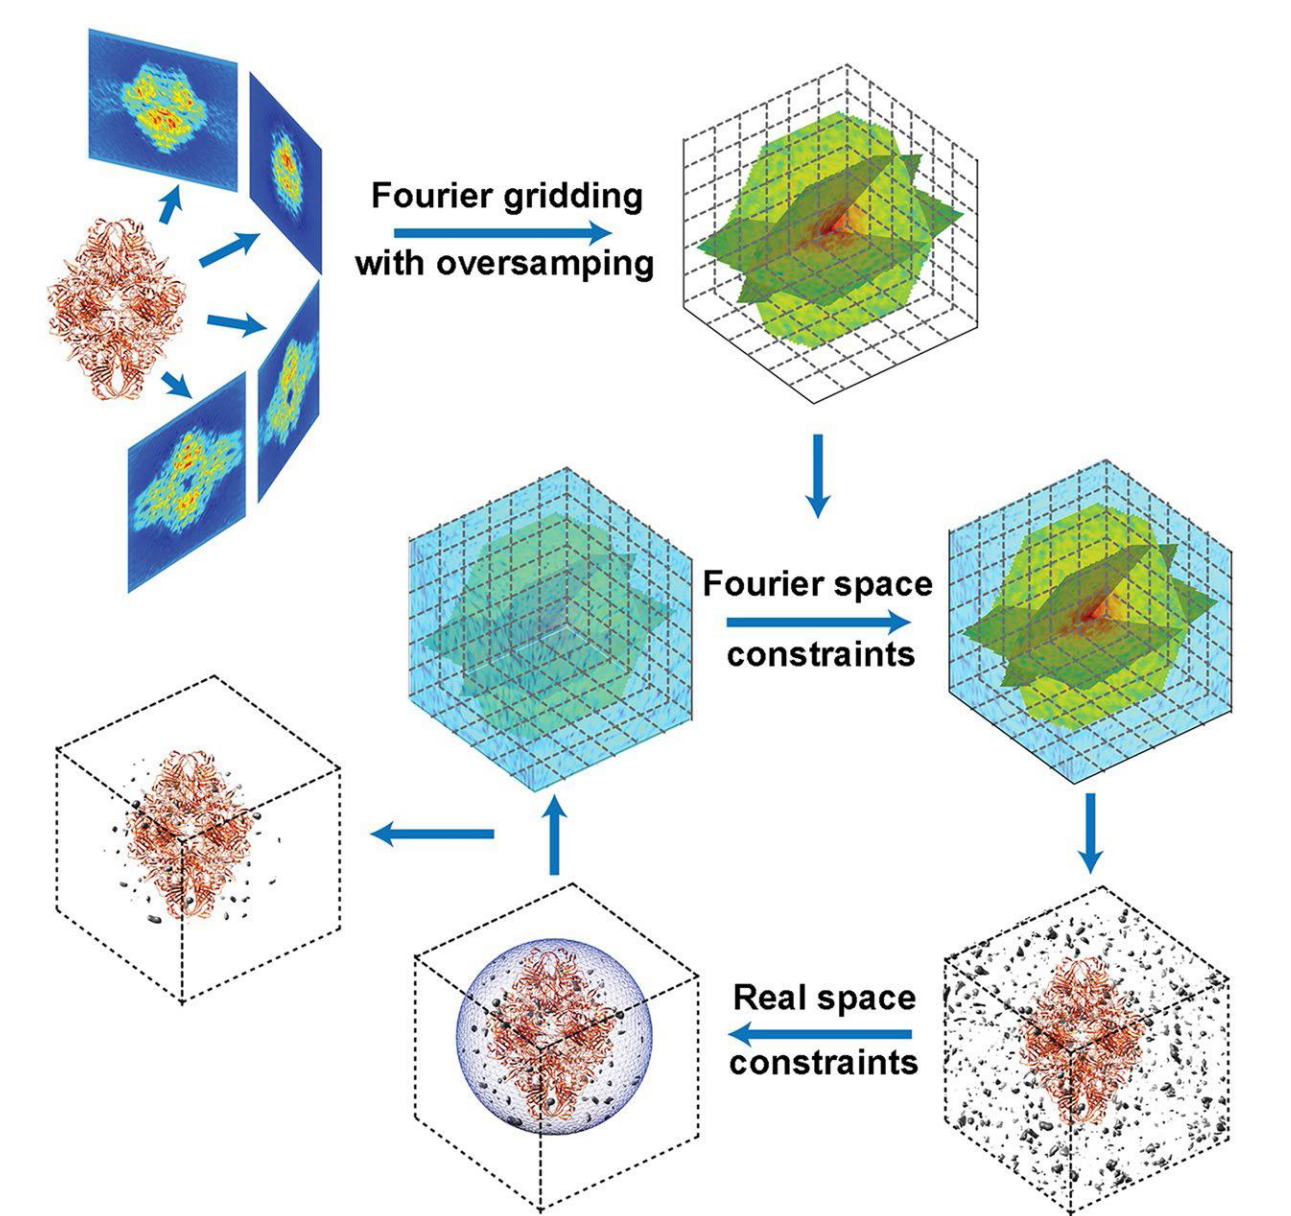 Fourier gridding
with oversamping
Fourier space
constraints
Real space
constraints